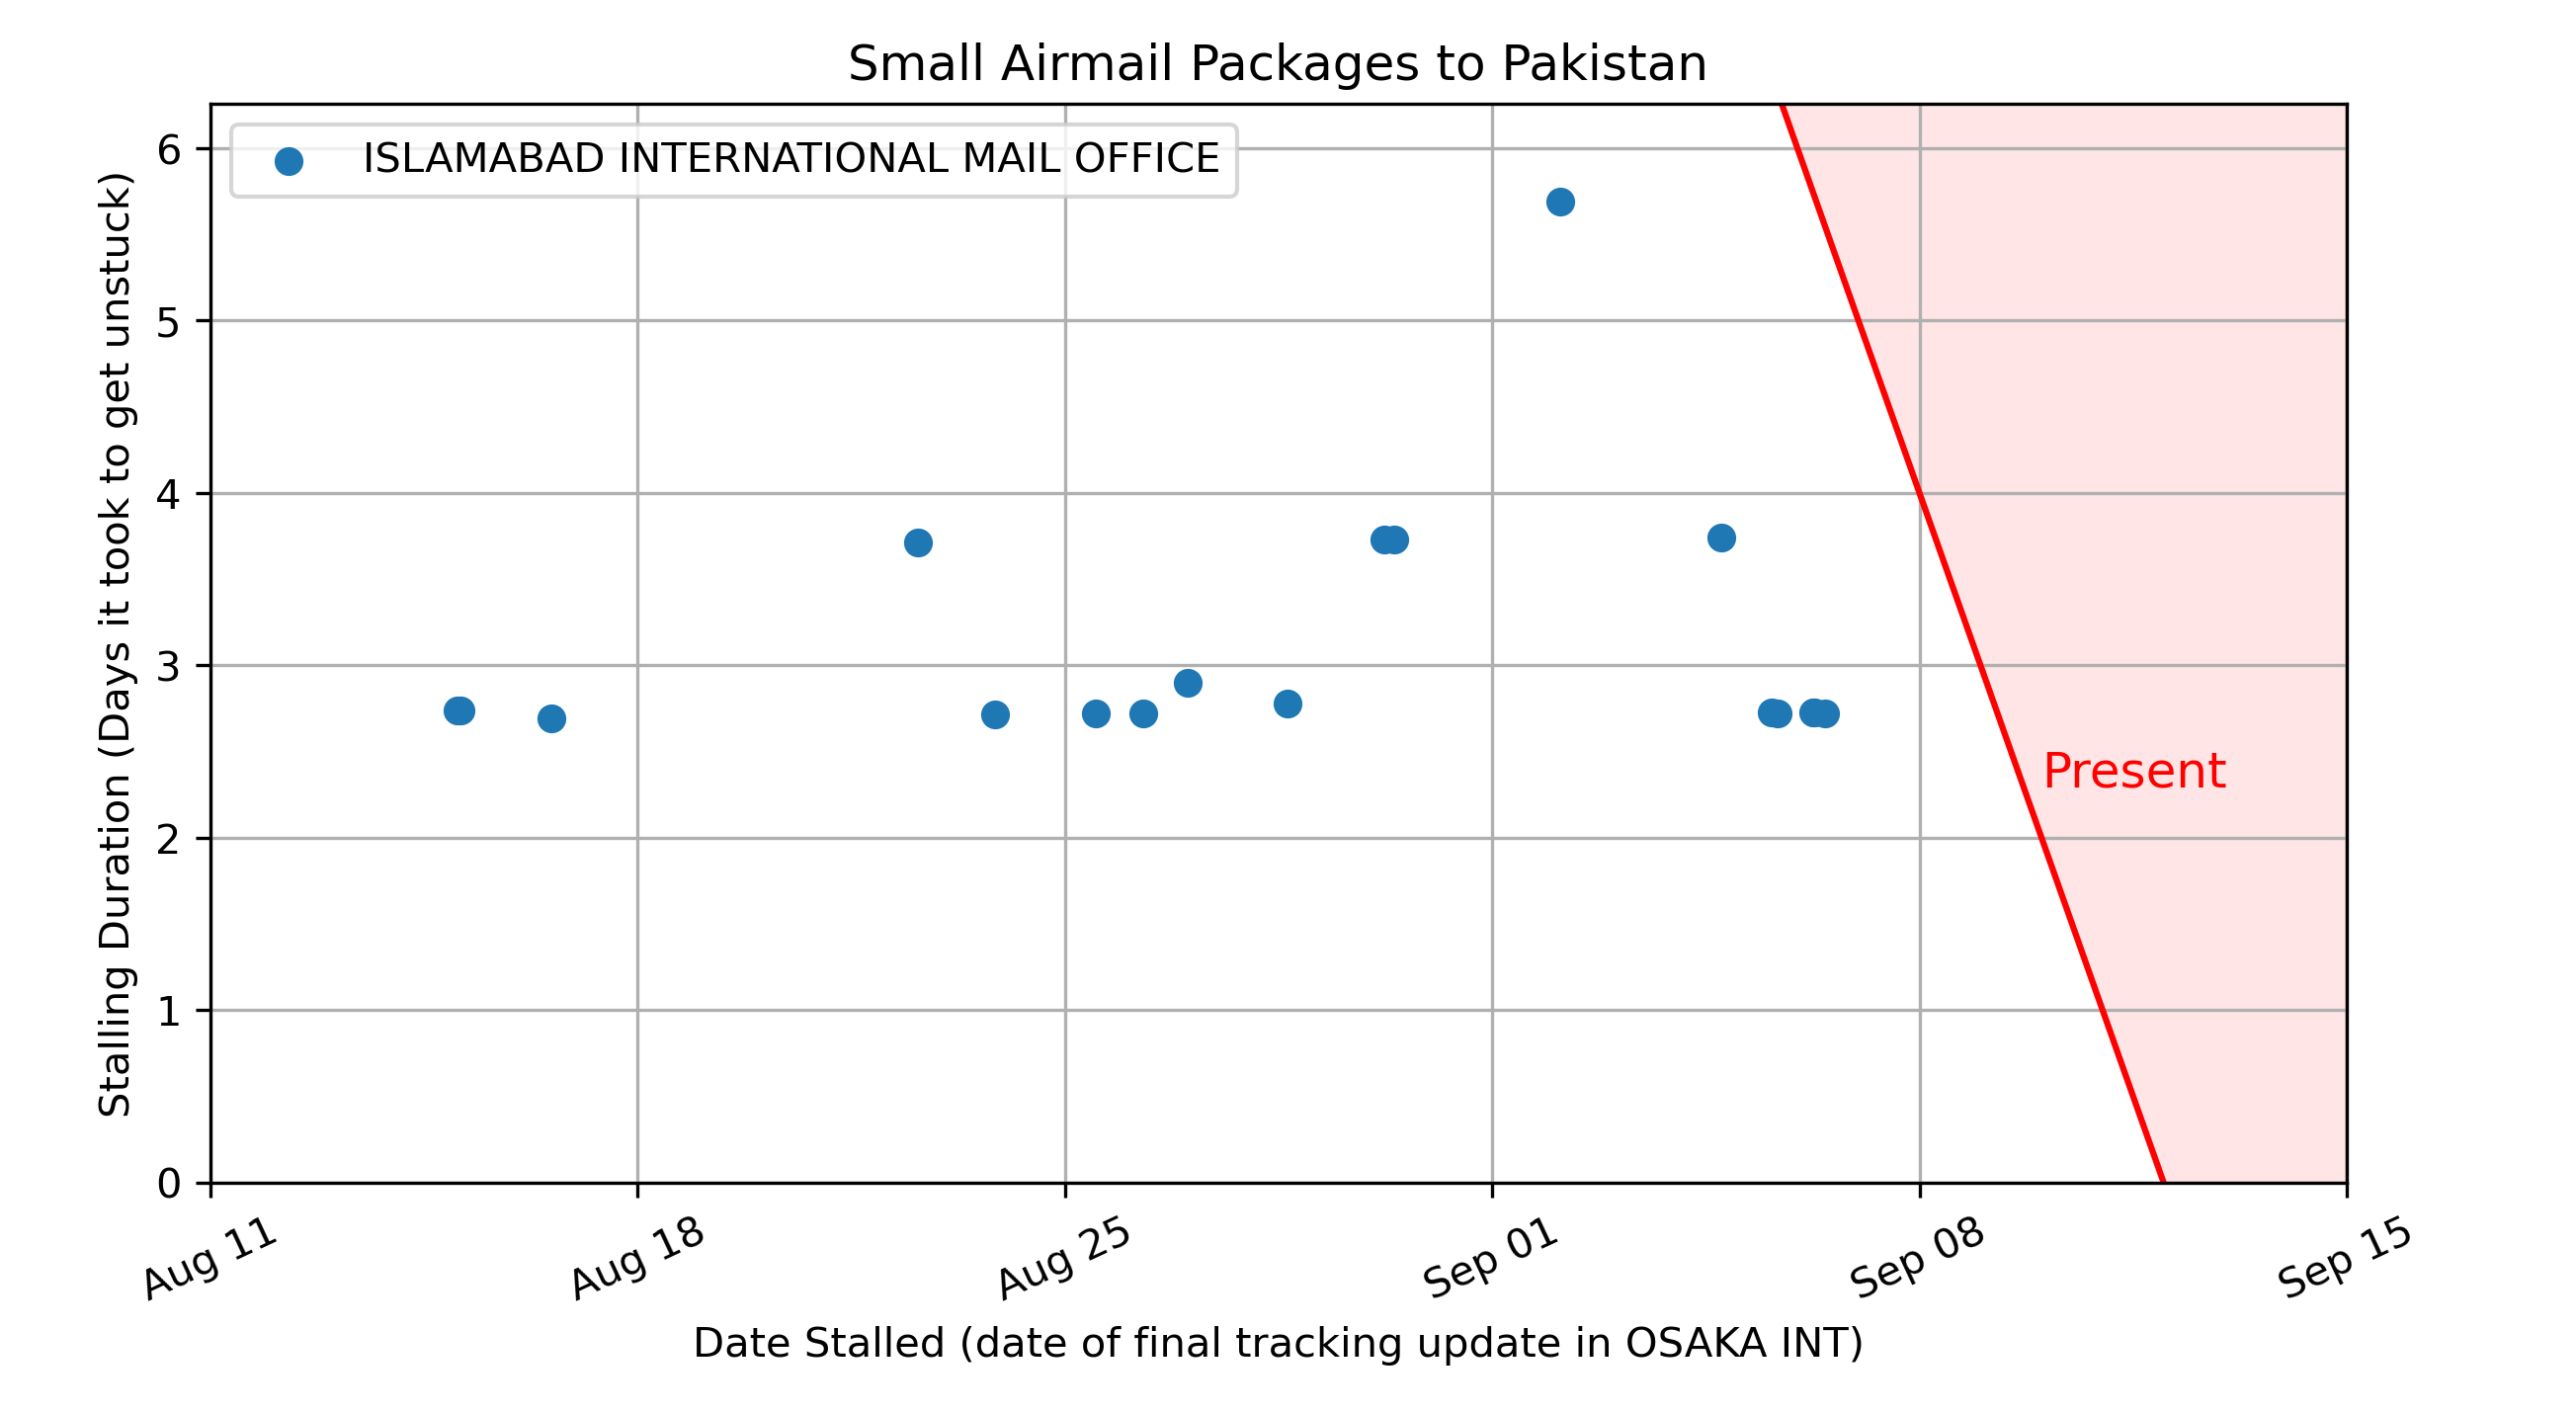 Small Airmail Packages to Pakistan
ISLAMABAD INTERNATIONAL MAIL OFFICE
Stalling Duration (Days it took to get unstuck)
6
5
4
3
2
1
0
Present
Aug 11
Aug 18
Aug 25
Sep 01
Sep 08
Sep 15
Date Stalled (date of final tracking update in OSAKA INT)